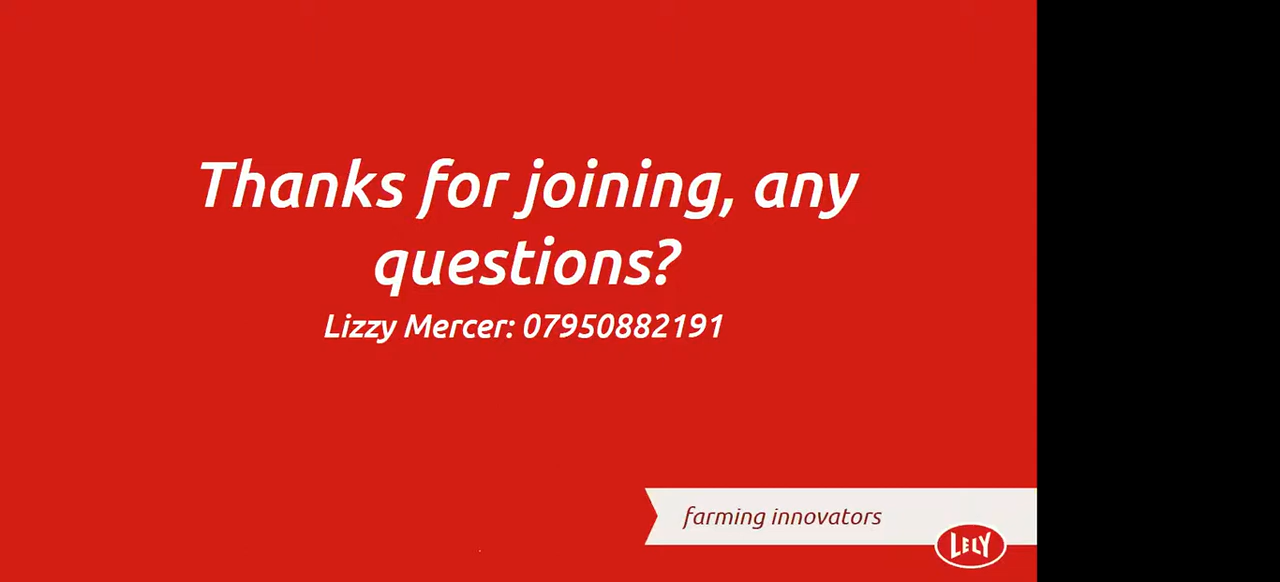 Thanks for joining, any
questions?
Lizzy Mercer: 07950882191
farming innovators
LELY